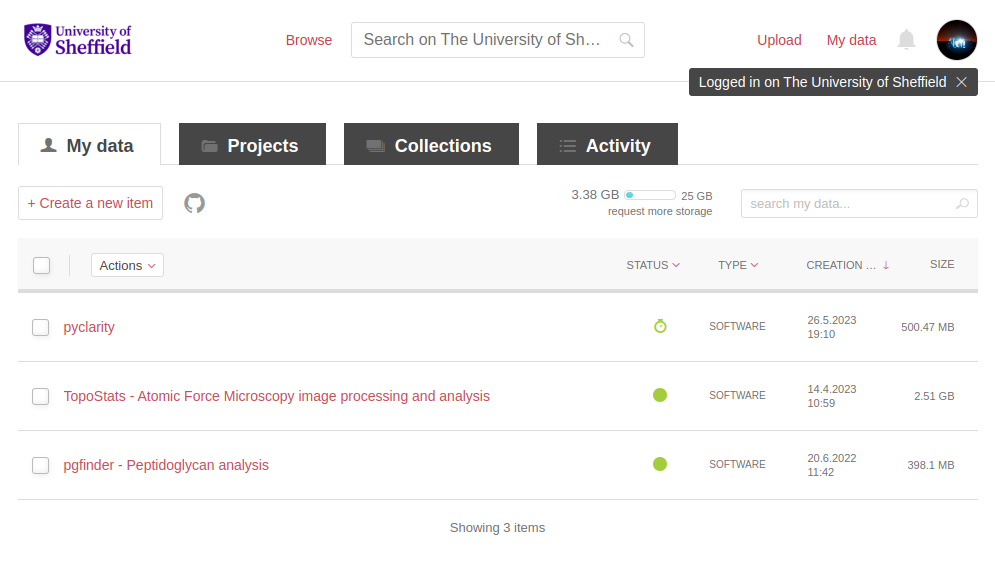 University of
Sheffield
Browse
Search on The University of Sh…
Upload
My data
Logged in on The University of Sheffield
My data
Projects
Collections
Activity
+ Create a new item
3.38 GB
25 GB
request more storage
search my data...
Actions
STATUS
TYPE
CREATION …
SIZE
pyclarity
SOFTWARE
26.5.2023
19:10
500.47 MB
TopoStats - Atomic Force Microscopy image processing and analysis
SOFTWARE
14.4.2023
10:59
2.51 GB
pgfinder - Peptidoglycan analysis
SOFTWARE
20.6.2022
11:42
398.1 MB
Showing 3 items